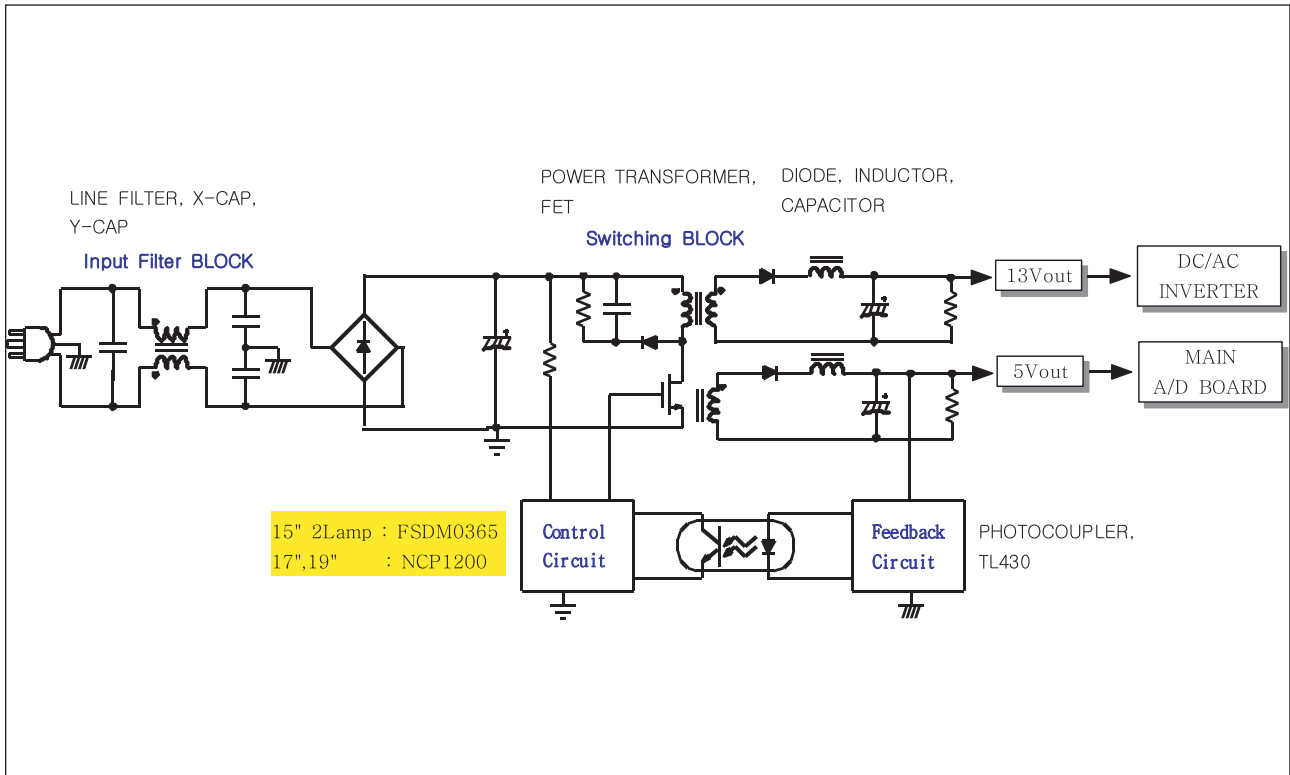 LINE FILTER, X-CAP,
Y-CAP
Input Filter BLOCK
POWER TRANSFORMER,
FET
Switching BLOCK
DIODE, INDUCTOR,
CAPACITOR
13Vout
DC/AC
INVERTER
5Vout
MAIN
A/D BOARD
15" 2Lamp : FSDM0365
17",19" : NCP1200
Control
Circuit
Feedback
Circuit
PHOTOCOUPLER,
TL430